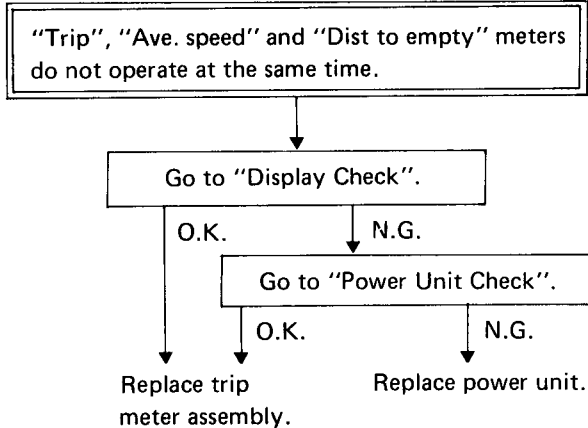 "Trip", "Ave. speed" and "Dist to empty" meters
do not operate at the same time.
Go to "Display Check".
O.K.
N.G.
Go to "Power Unit Check".
O.K.
N.G.
Replace trip
meter assembly.
Replace power unit.